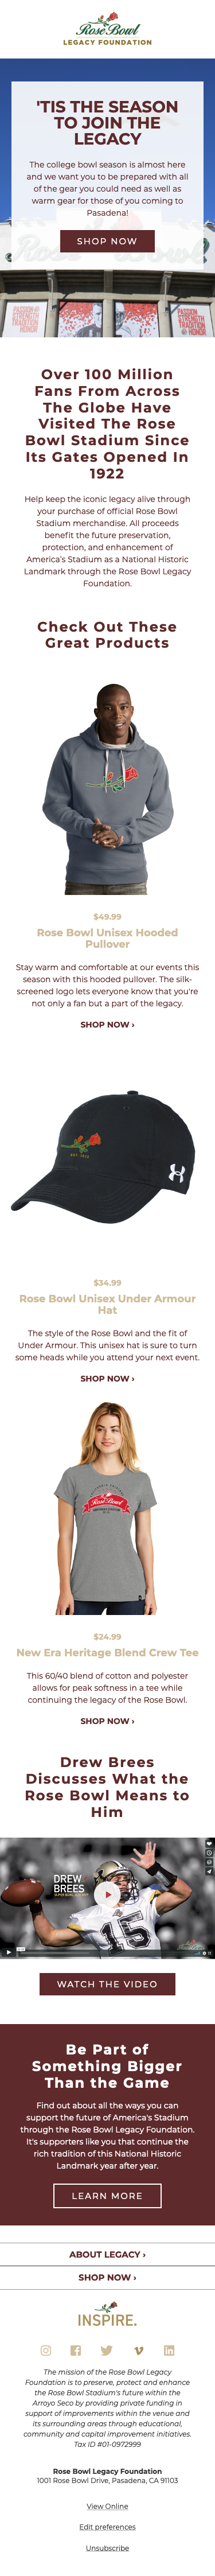 Rose Bowl
LEGACY FOUNDATION
'TIS THE SEASON
TO JOIN THE
LEGACY
The college bowl season is almost here
and we want you to be prepared with all
of the gear you could need as well as
warm gear for those of you coming to
Pasadena!
SHOP NOW
Rose Bowl
PASSION
STRENGTH
TRADITION
HONOR
PASSION
STRENGTH
TRADITION
& HONOR
Over 100 Million
Fans From Across
The Globe Have
Visited The Rose
Bowl Stadium Since
Its Gates Opened In
1922
Help keep the iconic legacy alive through
your purchase of official Rose Bowl
Stadium merchandise. All proceeds
benefit the future preservation,
protection, and enhancement of
America's Stadium as a National Historic
Landmark through the Rose Bowl Legacy
Foundation.
Check Out These
Great Products
$49.99
Rose Bowl Unisex Hooded
Pullover
Stay warm and comfortable at our events this
season with this hooded pullover. The silk-
screened logo lets everyone know that you're
not only a fan but a part of the legacy.
SHOP NOW ›
EST. 1922
$34.99
Rose Bowl Unisex Under Armour
Hat
The style of the Rose Bowl and the fit of
Under Armour. This unisex hat is sure to turn
some heads while you attend your next event.
SHOP NOW ›
Rose Bowl
$24.99
New Era Heritage Blend Crew Tee
This 60/40 blend of cotton and polyester
allows for peak softness in a tee while
continuing the legacy of the Rose Bowl.
SHOP NOW ›
Drew Brees
Discusses What the
Rose Bowl Means to
Him
DREW
BREES
15
WATCH THE VIDEO
Be Part of
Something Bigger
Than the Game
Find out about all the ways you can
support the future of America's Stadium
through the Rose Bowl Legacy Foundation.
It's supporters like you that continue the
rich tradition of this National Historic
Landmark year after year.
LEARN MORE
ABOUT LEGACY ›
SHOP NOW ›
INSPIRE.
The mission of the Rose Bowl Legacy
Foundation is to preserve, protect and enhance
the Rose Bowl Stadium's future within the
Arroyo Seco by providing private funding in
support of improvements within the venue and
its surrounding areas through educational,
community and capital improvement initiatives.
Tax ID #01-0972999
Rose Bowl Legacy Foundation
1001 Rose Bowl Drive, Pasadena, CA 91103
View Online
Edit preferences
Unsubscribe